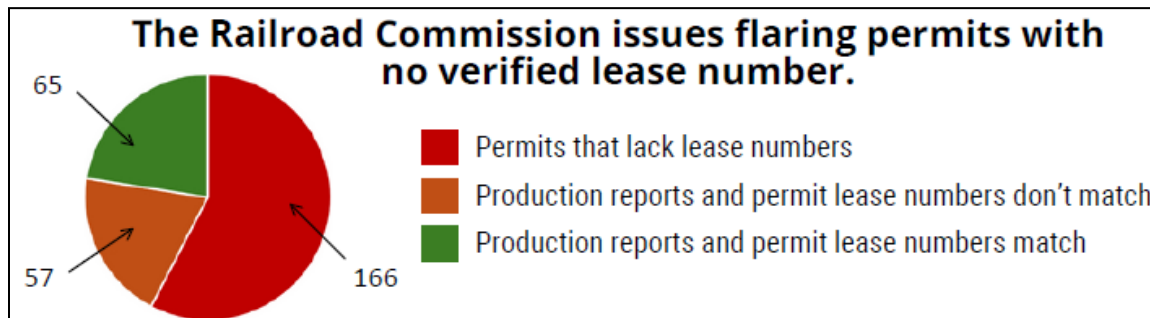 The Railroad Commission issues flaring permits with
no verified lease number.
65
57
166
Permits that lack lease numbers
Production reports and permit lease numbers don’t match
Production reports and permit lease numbers match